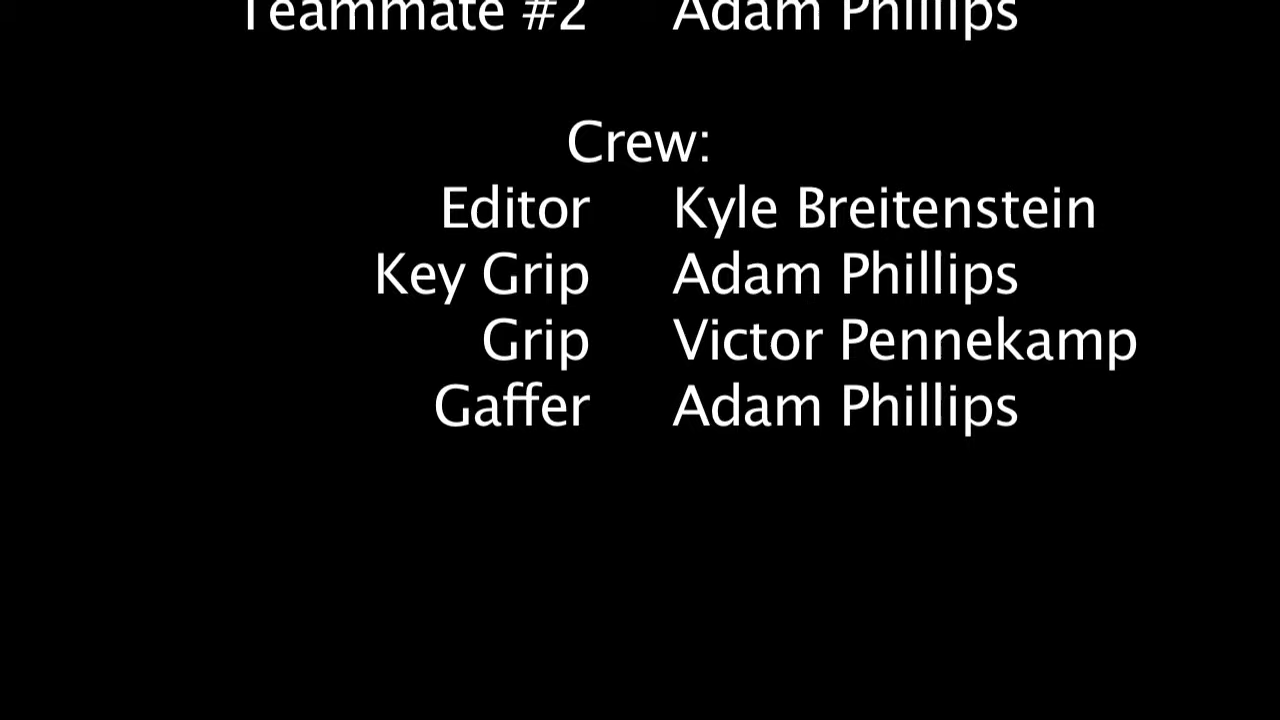 Teammate #2 Adam Phillips
Crew:
Editor Kyle Breitenstein
Key Grip Adam Phillips
Grip Victor Pennekamp
Gaffer Adam Phillips